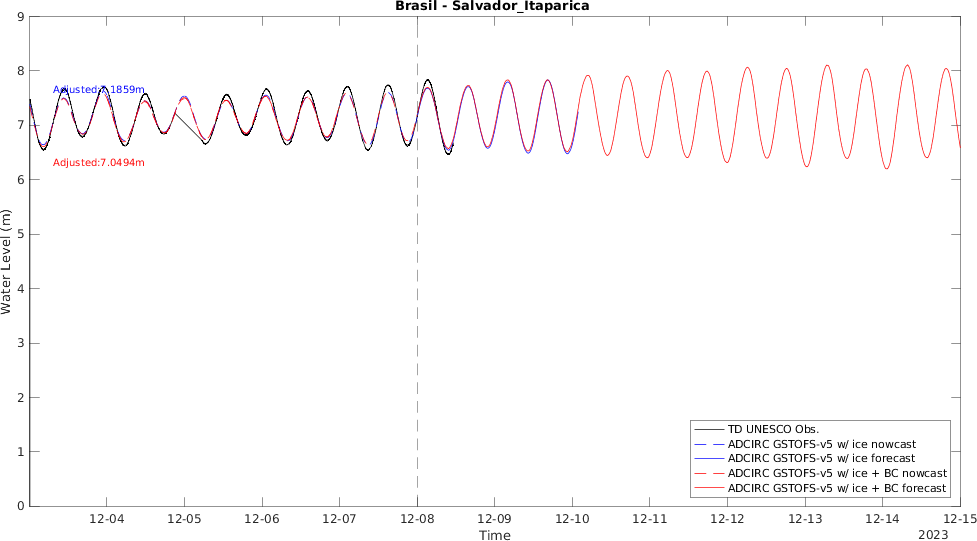 Brasil - Salvador_Itaparica
9
8
7
6
5
4
3
2
1
0
Water Level (m)
Adjusted:7.1859m
Adjusted:7.0494m
TD UNESCO Obs.
ADCIRC GSTOFS-v5 w/ ice nowcast
ADCIRC GSTOFS-v5 w/ ice forecast
ADCIRC GSTOFS-v5 w/ ice + BC nowcast
ADCIRC GSTOFS-v5 w/ ice + BC forecast
12-04 12-05 12-06 12-07 12-08 12-09 12-10 12-11 12-12 12-13 12-14 12-15
Time
2023